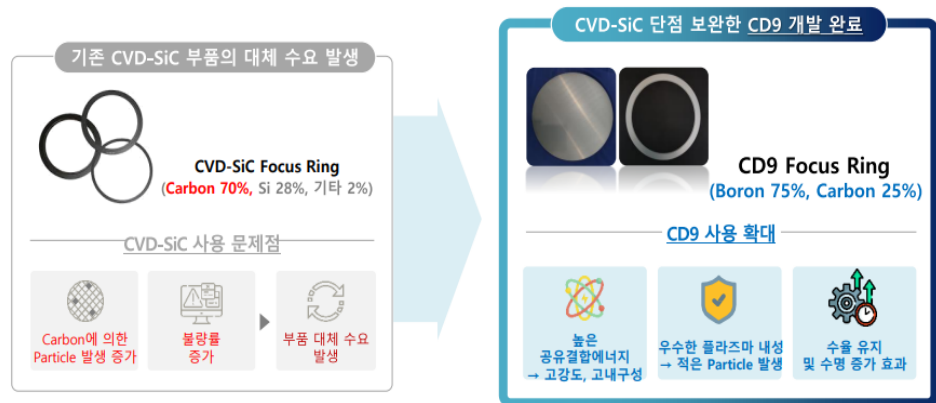 기존 CVD-SiC 부품의 대체 수요 발생
CVD-SiC Focus Ring
(Carbon 70%, Si 28%, 기타 2%)
CVD-SiC 사용 문제점
Carbon에 의한
Particle 발생 증가
불량률
증가
부품 대체 수요
발생
CVD-SiC 단점 보완한 CD9 개발 완료
CD9 Focus Ring
(Boron 75%, Carbon 25%)
CD9 사용 확대
높은
공유결합에너지
→ 고강도, 고내구성
우수한 플라즈마 내성
→ 적은 Particle 발생
수율 유지
및 수명 증가 효과